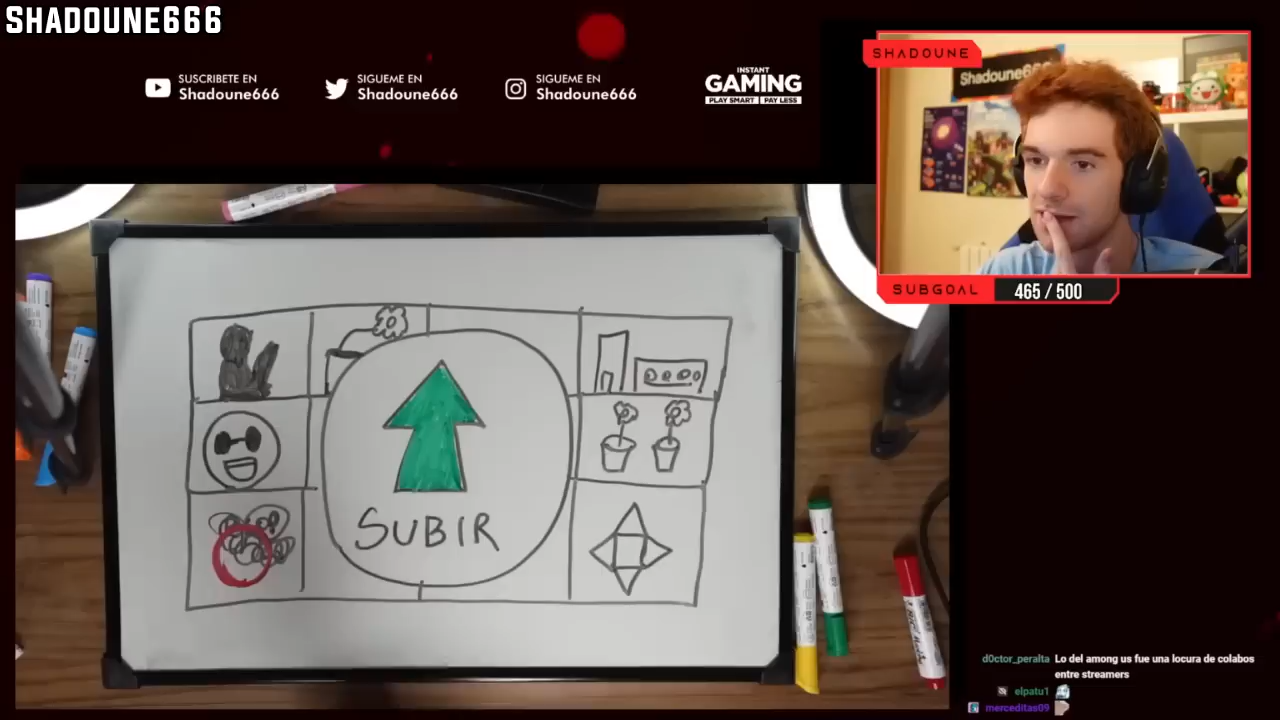 SHADOUNE666
SUSCRIBETE EN
Shadoune666
SIGUEME EN
Shadoune666
SIGUEME EN
Shadoune666
INSTANT
GAMING
PLAY SMART | PAY LESS
SHADOUNE
Shadoune666
SUBGOAL 465 / 500
SUBIR
d0ctor_peralta Lo del among us fue una locura de colabos
entre streamers
elpatu1
merceditas09